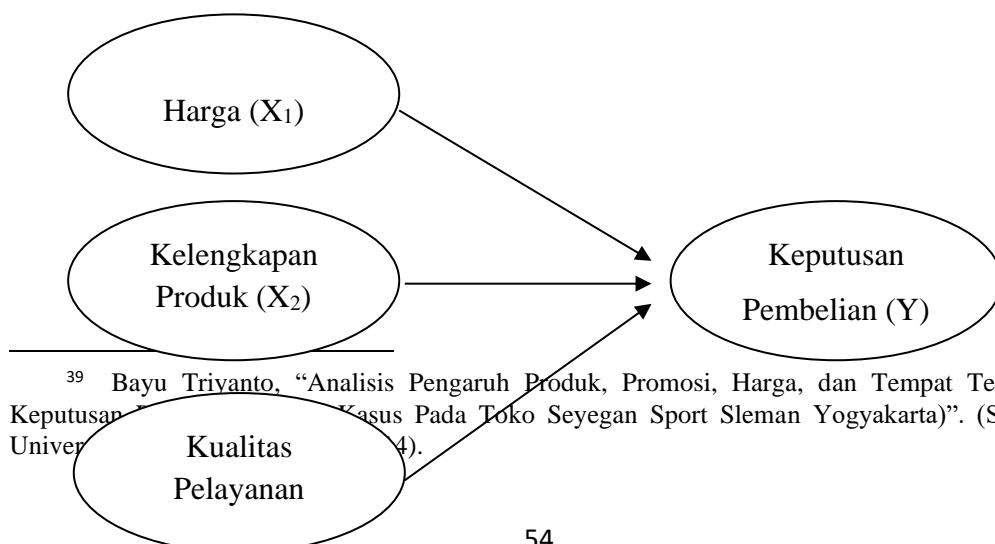 Harga (X₁)
Kelengkapan
Produk (X₂)
Keputusan
Pembelian (Y)
39 Bayu Triyanto, “Analisis Pengaruh Produk, Promosi, Harga, dan Tempat
Keputusan Kasus Pada Toko Seyegan Sport Sleman Yogyakarta)”.
4).
Kualitas
Pelayanan
54